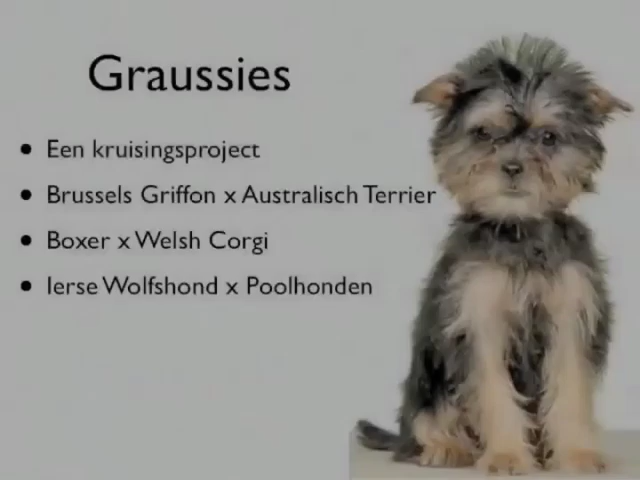 Graussies
• Een kruisingsproject
• Brussels Griffon x Australisch Terrier
• Boxer x Welsh Corgi
• Ierse Wolfshond x Poolhonden